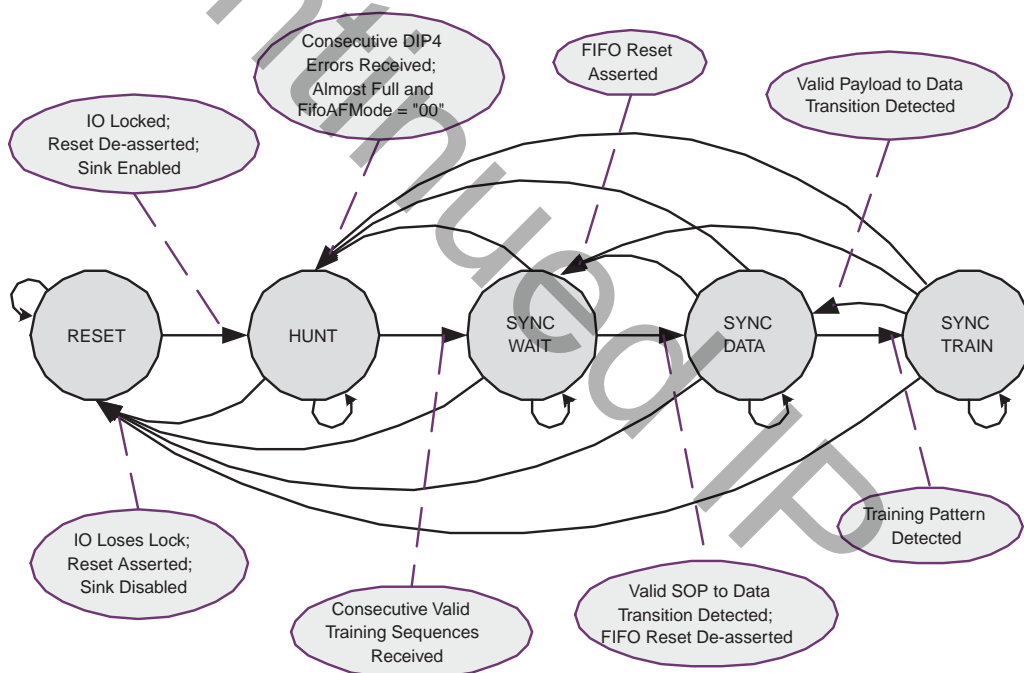 Consecutive DIP4
Errors Received;
Almost Full and
FifoAFMode = "00"
FIFO Reset
Asserted
Valid Payload to Data
Transition Detected
IO Locked;
Reset De-asserted;
Sink Enabled
RESET
HUNT
SYNC
WAIT
SYNC
DATA
SYNC
TRAIN
IO Loses Lock;
Reset Asserted;
Sink Disabled
Consecutive Valid
Training Sequences
Received
Valid SOP to Data
Transition Detected;
FIFO Reset De-asserted
Training Pattern
Detected
ntinued IP